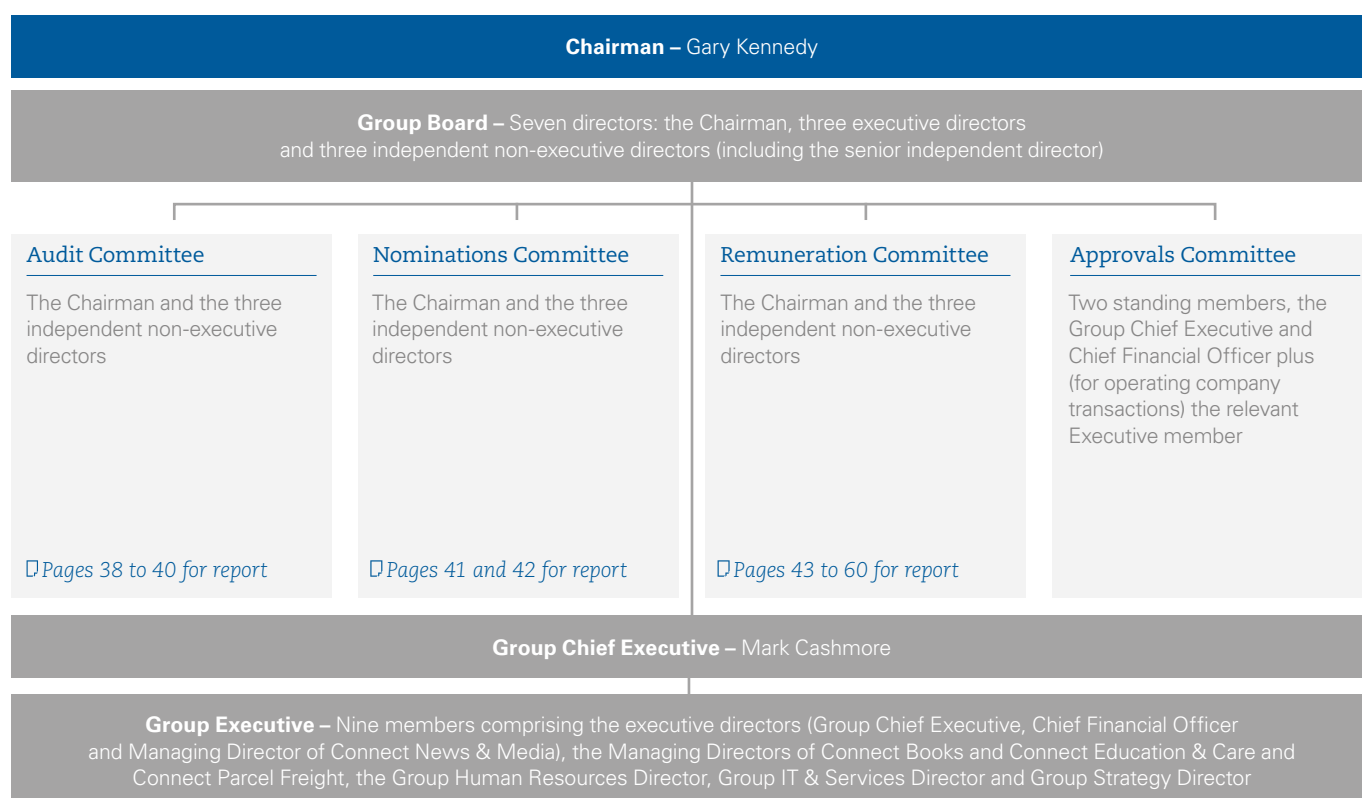 Chairman – Gary Kennedy
Group Board – Seven directors: the Chairman, three executive directors
and three independent non-executive directors (including the senior independent director)
Audit Committee
The Chairman and the three
independent non-executive
directors
Pages 38 to 40 for report
Nominations Committee
The Chairman and the three
independent non-executive
directors
Pages 41 and 42 for report
Remuneration Committee
The Chairman and the three
independent non-executive
directors
Pages 43 to 60 for report
Approvals Committee
Two standing members, the
Group Chief Executive and
Chief Financial Officer plus
(for operating company
transactions) the relevant
Executive member
Group Chief Executive – Mark Cashmore
Group Executive – Nine members comprising the executive directors (Group Chief Executive, Chief Financial Officer
and Managing Director of Connect News & Media), the Managing Directors of Connect Books and Connect Education & Care and
Connect Parcel Freight, the Group Human Resources Director, Group IT & Services Director and Group Strategy Director